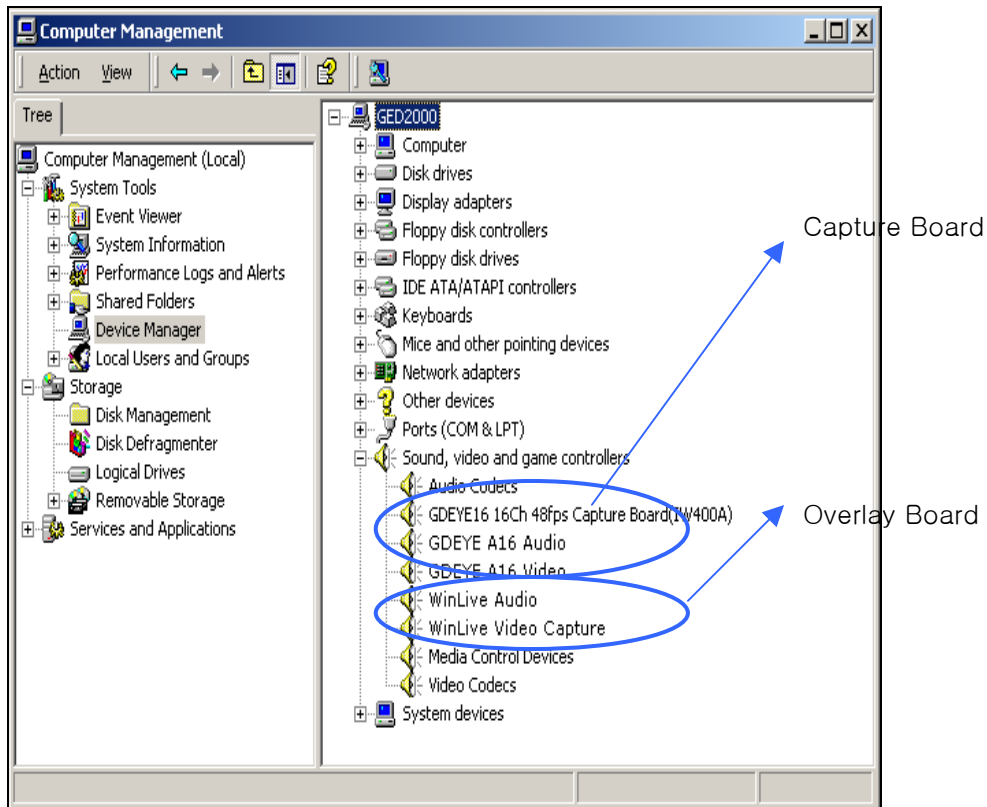 Computer Management
Action View
Tree
Computer Management (Local)
System Tools
Event Viewer
System Information
Performance Logs and Alerts
Shared Folders
Device Manager
Local Users and Groups
Storage
Disk Management
Disk Defragmenter
Logical Drives
Removable Storage
Services and Applications
GED2000
Computer
Disk drives
Display adapters
Floppy disk controllers
Floppy disk drives
IDE ATA/ATAPI controllers
Keyboards
Mice and other pointing devices
Network adapters
Other devices
Ports (COM & LPT)
Sound, video and game controllers
Audio Codecs
GDEYE16 16Ch 48fps Capture Board(IW400A)
GDEYE A16 Audio
GDEYE A16 Video
WinLive Audio
WinLive Video Capture
Media Control Devices
Video Codecs
System devices
Capture Board
Overlay Board